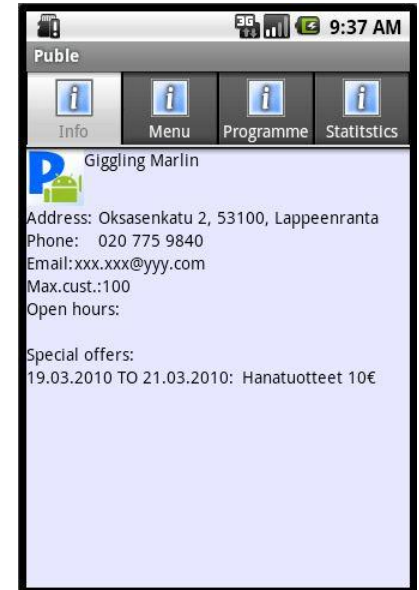 3G 9:37 AM
Puble
Info Menu Programme Statitstics
Giggling Marlin
Address: Oksasenkatu 2, 53100, Lappeenranta
Phone: 020 775 9840
Email:xxx.xxx@yyy.com
Max.cust.:100
Open hours:
Special offers:
19.03.2010 TO 21.03.2010: Hanatuotteet 10€